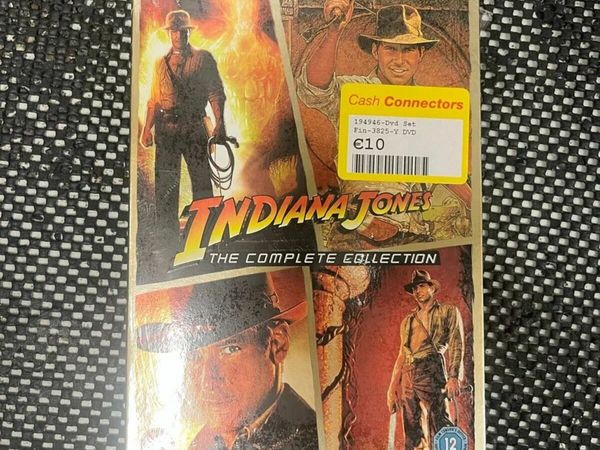 Cash Connectors
194946-Dvd Set
Fin-3825-Y DVD
€10
INDIANA JONES
THE COMPLETE COLLECTION
12